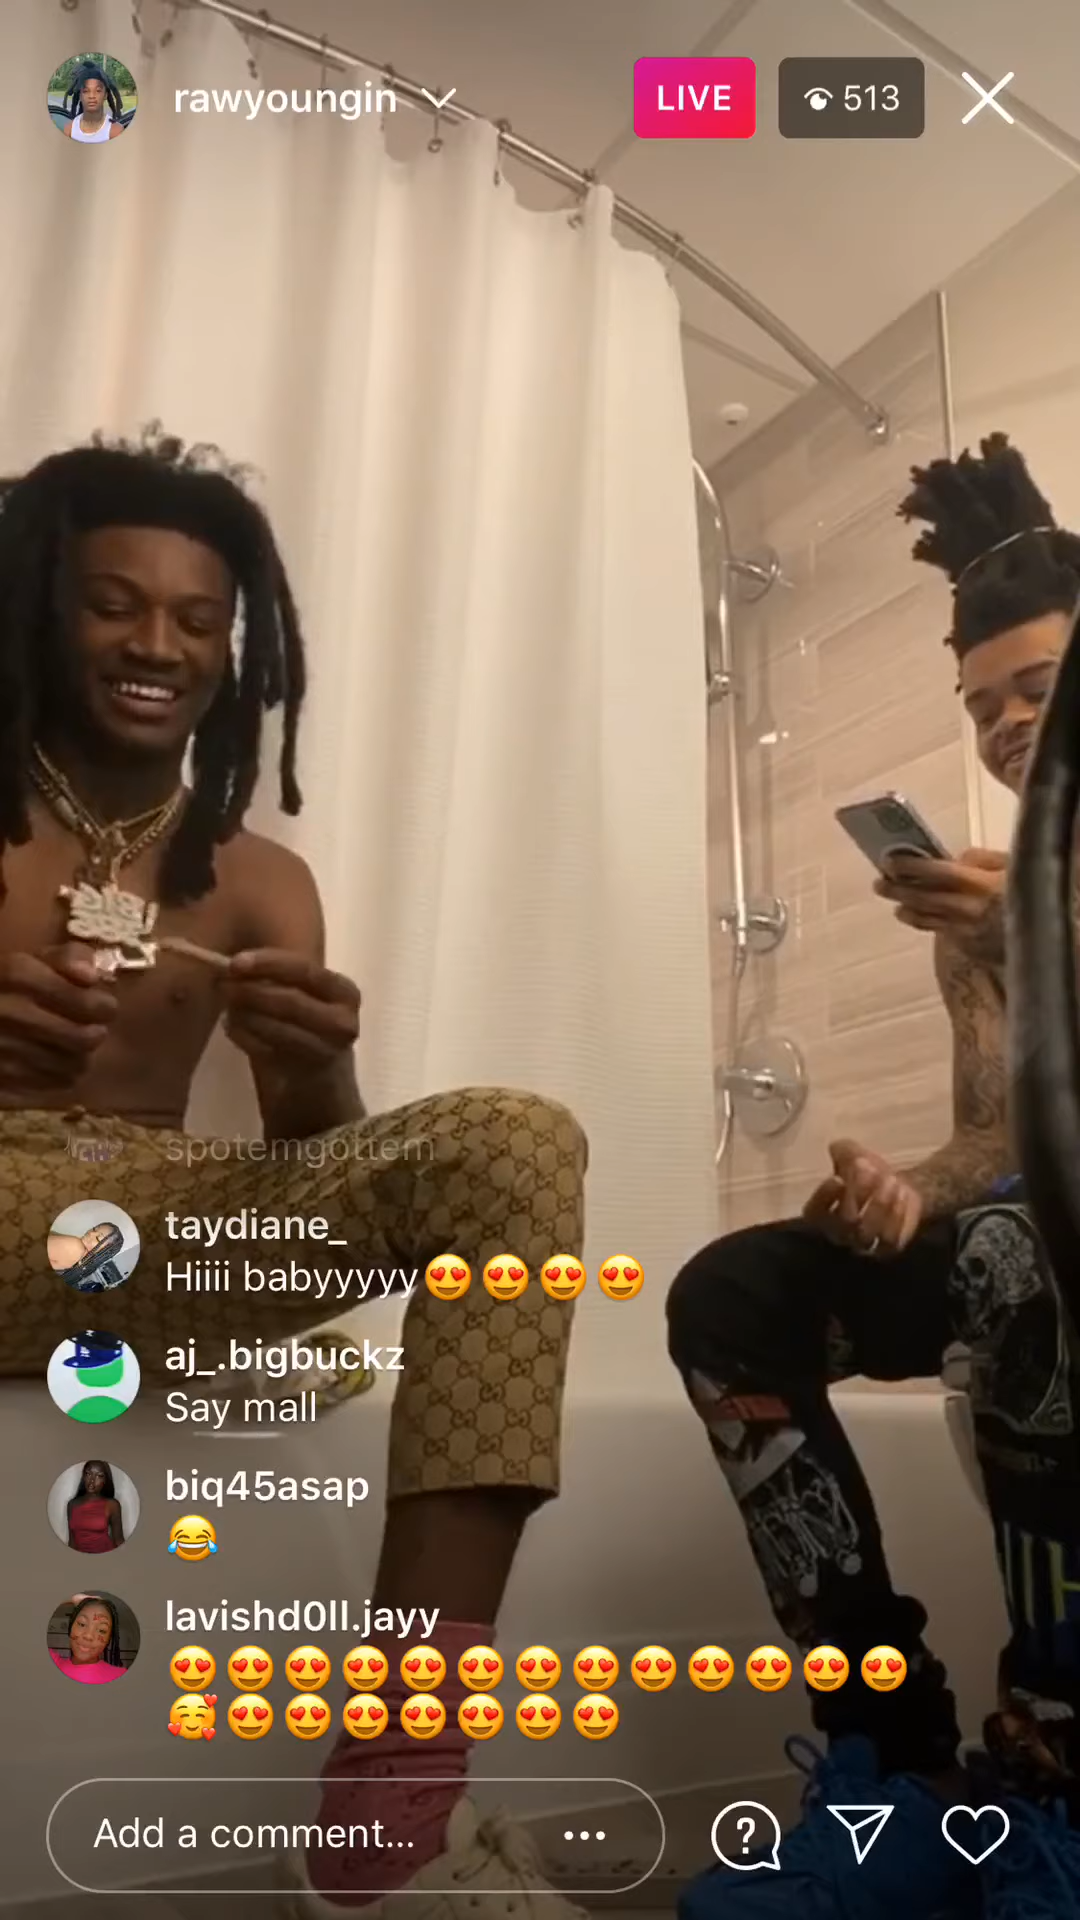 rawyoungin
LIVE
513
spotemgottem
taydiane_
Hiiii babyyyyy😍😍😍😍
aj_.bigbuckz
Say mall
biq45asap
😂
lavishd0ll.jayy
😍😍😍😍😍😍😍😍😍😍😍😍😍
🥰😍😍😍😍😍😍😍
Add a comment...